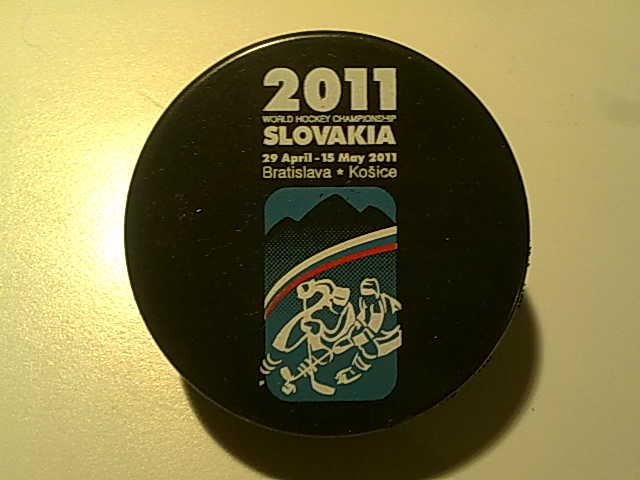 2011
WORLD HOCKEY CHAMPIONSHIP
SLOVAKIA
29 April - 15 May 2011
Bratislava * Košice